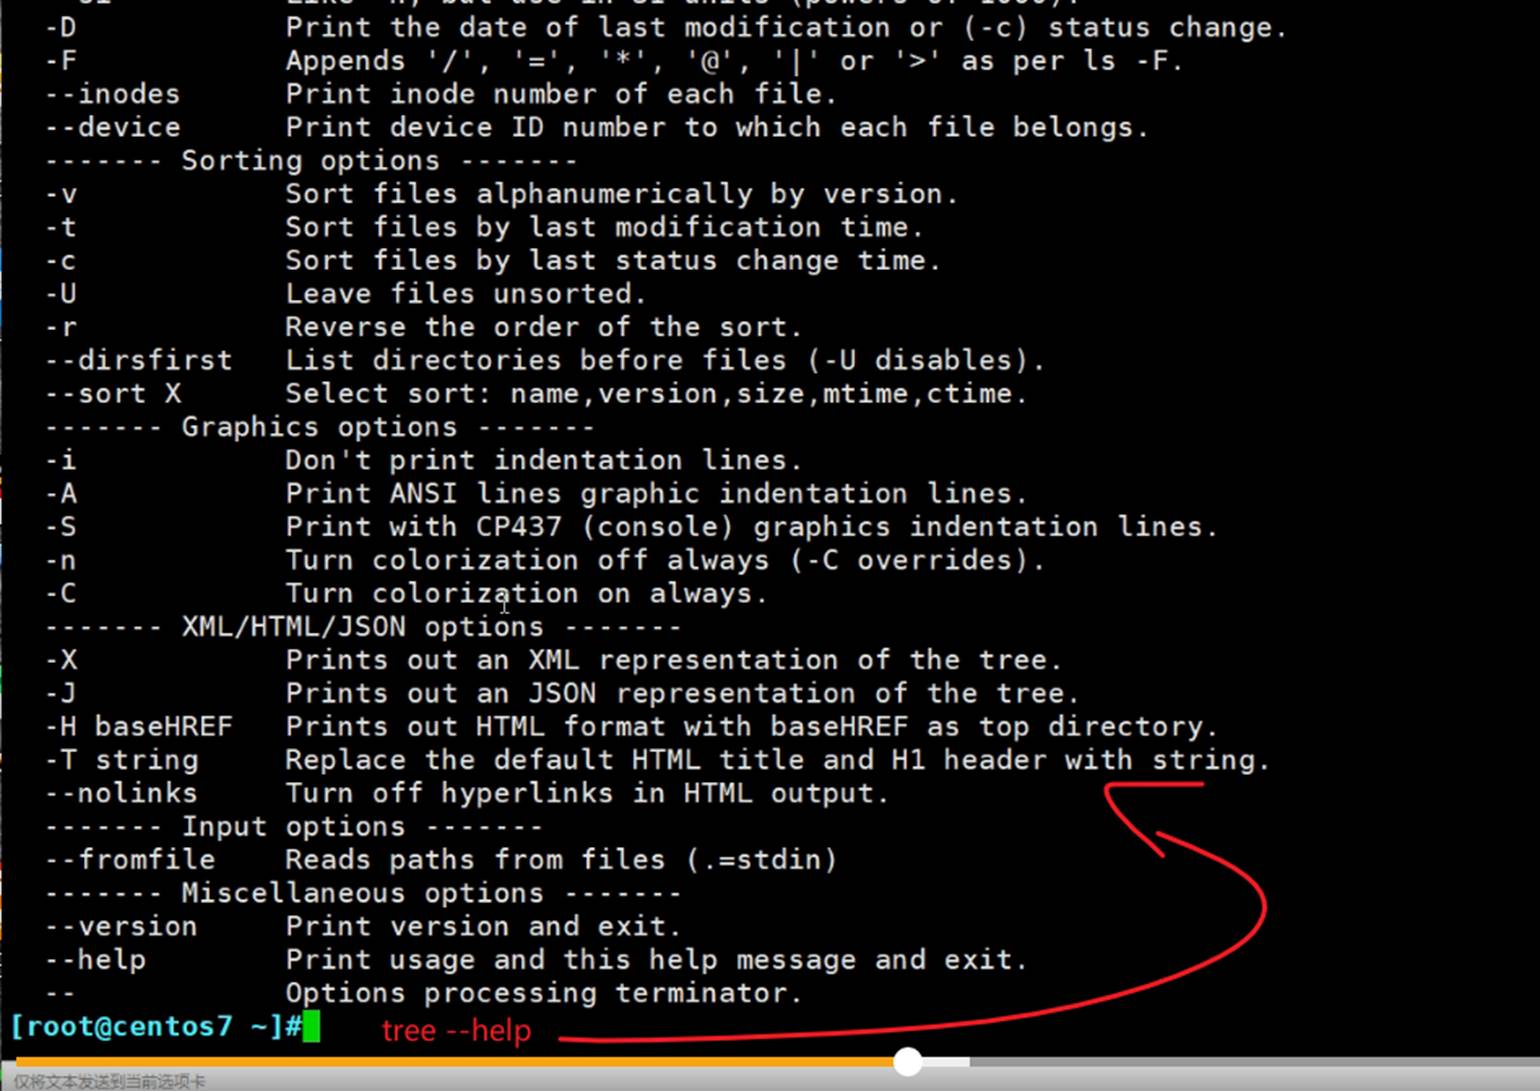 --si Like -h, but use in SI units (powers of 1000).
-D Print the date of last modification or (-c) status change.
-F Appends '/', '=', '*', '@', '|' or '>' as per ls -F.
--inodes Print inode number of each file.
--device Print device ID number to which each file belongs.
------- Sorting options -------
-v Sort files alphanumerically by version.
-t Sort files by last modification time.
-c Sort files by last status change time.
-U Leave files unsorted.
-r Reverse the order of the sort.
--dirsfirst List directories before files (-U disables).
--sort X Select sort: name,version,size,mtime,ctime.
------- Graphics options -------
-i Don't print indentation lines.
-A Print ANSI lines graphic indentation lines.
-S Print with CP437 (console) graphics indentation lines.
-n Turn colorization off always (-C overrides).
-C Turn colorization on always.
------- XML/HTML/JSON options -------
-X Prints out an XML representation of the tree.
-J Prints out an JSON representation of the tree.
-H baseHREF Prints out HTML format with baseHREF as top directory.
-T string Replace the default HTML title and H1 header with string.
--nolinks Turn off hyperlinks in HTML output.
------- Input options -------
--fromfile Reads paths from files (.=stdin)
------- Miscellaneous options -------
--version Print version and exit.
--help Print usage and this help message and exit.
-- Options processing terminator.
[root@centos7 ~]# tree --help
仅将文本发送到当前选项卡